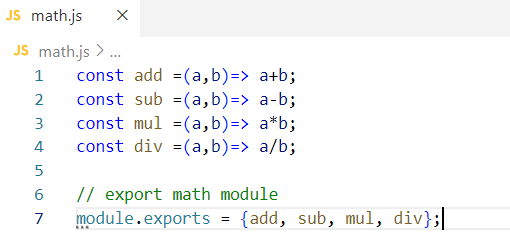 JS math.js ×
JS math.js > ...
1 const add =(a,b)=> a+b;
2 const sub =(a,b)=> a-b;
3 const mul =(a,b)=> a*b;
4 const div =(a,b)=> a/b;
5
6 // export math module
7 module.exports = {add, sub, mul, div};